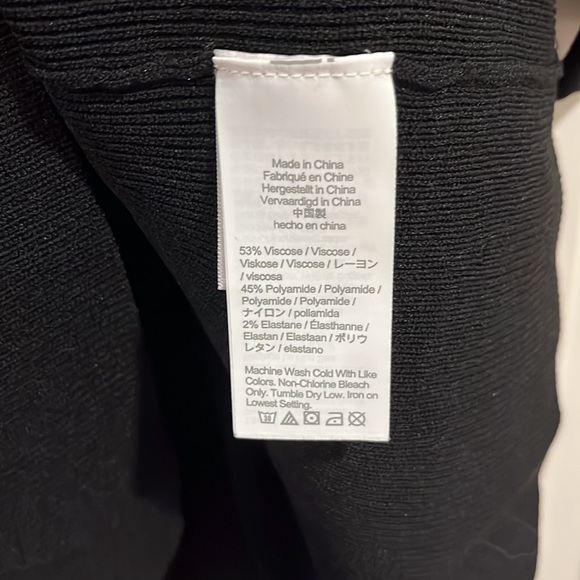 Made in China
Fabriqué en Chine
Hergestellt in China
Vervaardigd in China
中国製
hecho en china
53% Viscose / Viscose /
Viskose / Viscose / レーヨン
/ viscosa
45% Polyamide / Polyamide /
Polyamide / Polyamide /
ナイロン / poliamida
2% Elastane / Élasthanne /
Elastan / Elastaan / ポリウ
レタン / elastano
Machine Wash Cold With Like
Colors. Non-Chlorine Bleach
Only. Tumble Dry Low. Iron on
Lowest Setting.